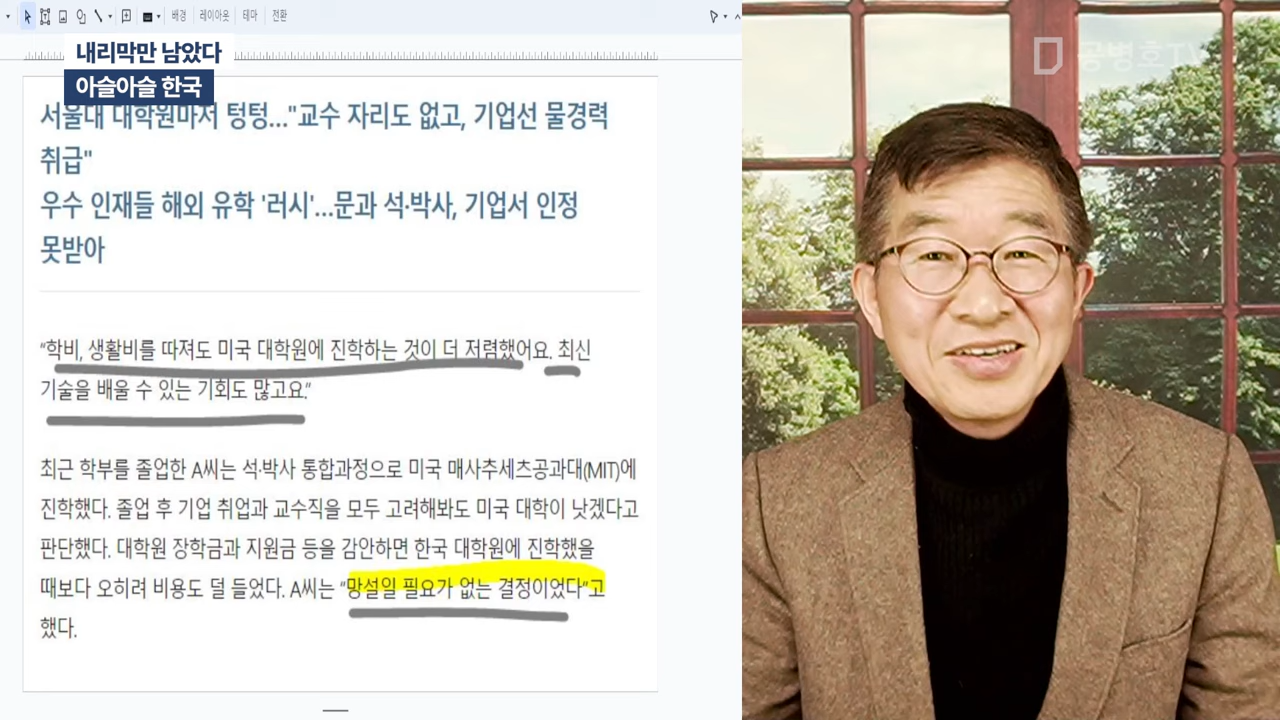 배경 레이아웃 테마 전환
내리막만 남았다
아슬아슬 한국
서울대 대학원마저 텅텅..."교수 자리도 없고, 기업선 물경력
취급"
우수 인재들 해외 유학 '러시'...문과 석·박사, 기업서 인정
못받아
“학비, 생활비를 따져도 미국 대학원에 진학하는 것이 더 저렴했어요. 최신
기술을 배울 수 있는 기회도 많고요.”
최근 학부를 졸업한 A씨는 석·박사 통합과정으로 미국 매사추세츠공과대(MIT)에
진학했다. 졸업 후 기업 취업과 교수직을 모두 고려해봐도 미국 대학이 낫겠다고
판단했다. 대학원 장학금과 지원금 등을 감안하면 한국 대학원에 진학했을
때보다 오히려 비용도 덜 들었다. A씨는 “망설일 필요가 없는 결정이었다”고
했다.
공병호TV